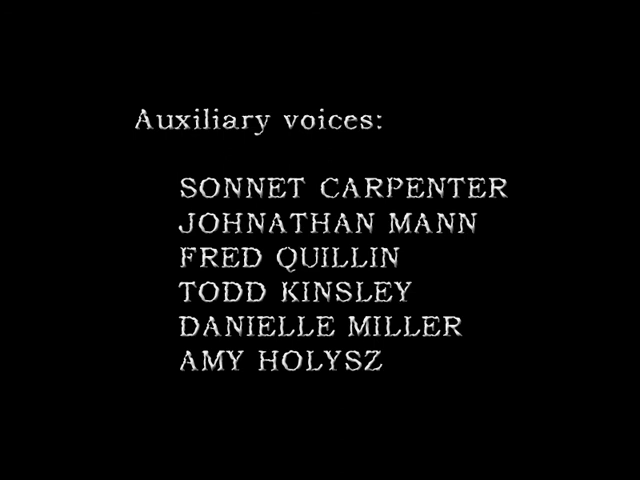 Auxiliary voices:
SONNET CARPENTER
JOHNATHAN MANN
FRED QUILLIN
TODD KINSLEY
DANIELLE MILLER
AMY HOLYSZ